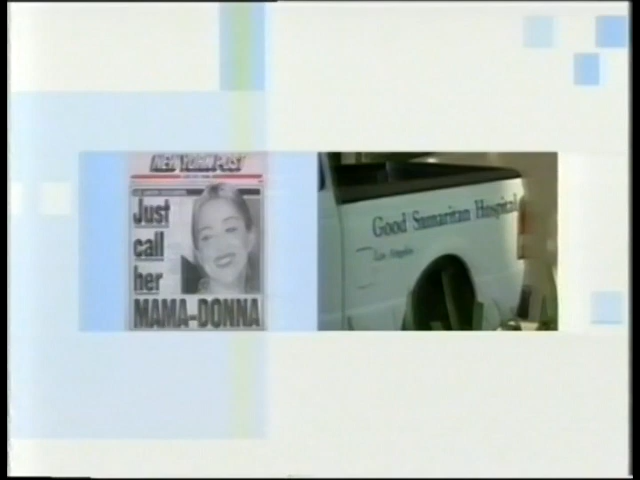 NEW YORK POST
Just
call
her
MAMA-DONNA
Good Samaritan Hospital
Los Angeles